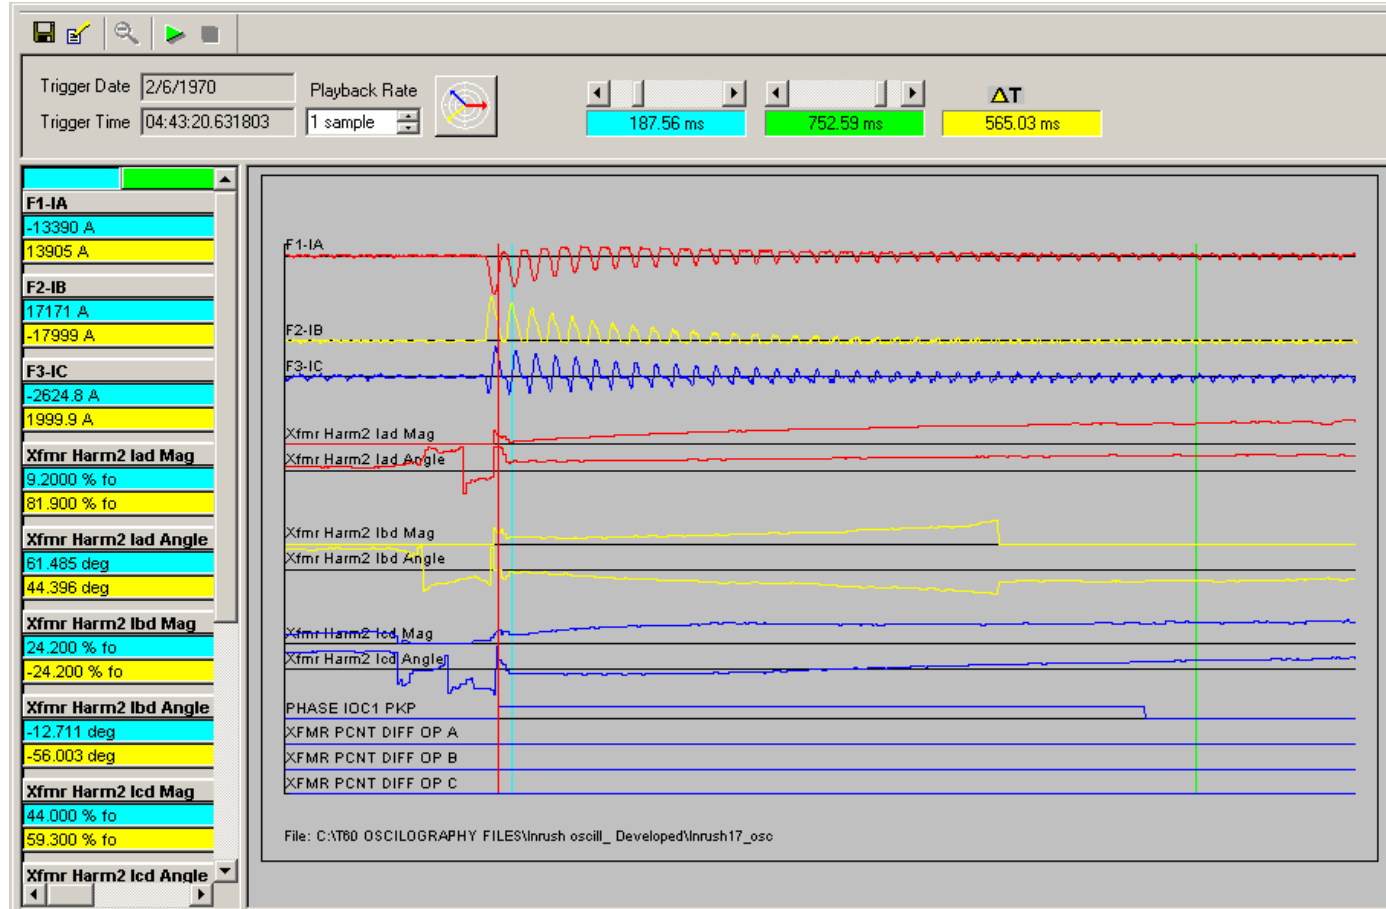 Trigger Date 2/6/1970 Playback Rate ΔT
Trigger Time 04:43:20.631803 1 sample 187.56 ms 752.59 ms 565.03 ms
F1-IA
-13390 A
13905 A
F2-IB
17171 A
-17999 A
F3-IC
-2624.8 A
1999.9 A
Xfmr Harm2 Iad Mag
9.2000 % fo
81.900 % fo
Xfmr Harm2 Iad Angle
61.485 deg
44.396 deg
Xfmr Harm2 Ibd Mag
24.200 % fo
-24.200 % fo
Xfmr Harm2 Ibd Angle
-12.711 deg
-56.003 deg
Xfmr Harm2 Icd Mag
44.000 % fo
59.300 % fo
Xfmr Harm2 Icd Angle
F1-IA
F2-IB
F3-IC
Xfmr Harm2 Iad Mag
Xfmr Harm2 Iad Angle
Xfmr Harm2 Ibd Mag
Xfmr Harm2 Ibd Angle
Xfmr Harm2 Icd Mag
Xfmr Harm2 Icd Angle
PHASE IOC1 PKP
XFMR PCNT DIFF OP A
XFMR PCNT DIFF OP B
XFMR PCNT DIFF OP C
File: C:\T60 OSCILOGRAPHY FILES\Inrush oscill_ Developed\Inrush17_osc